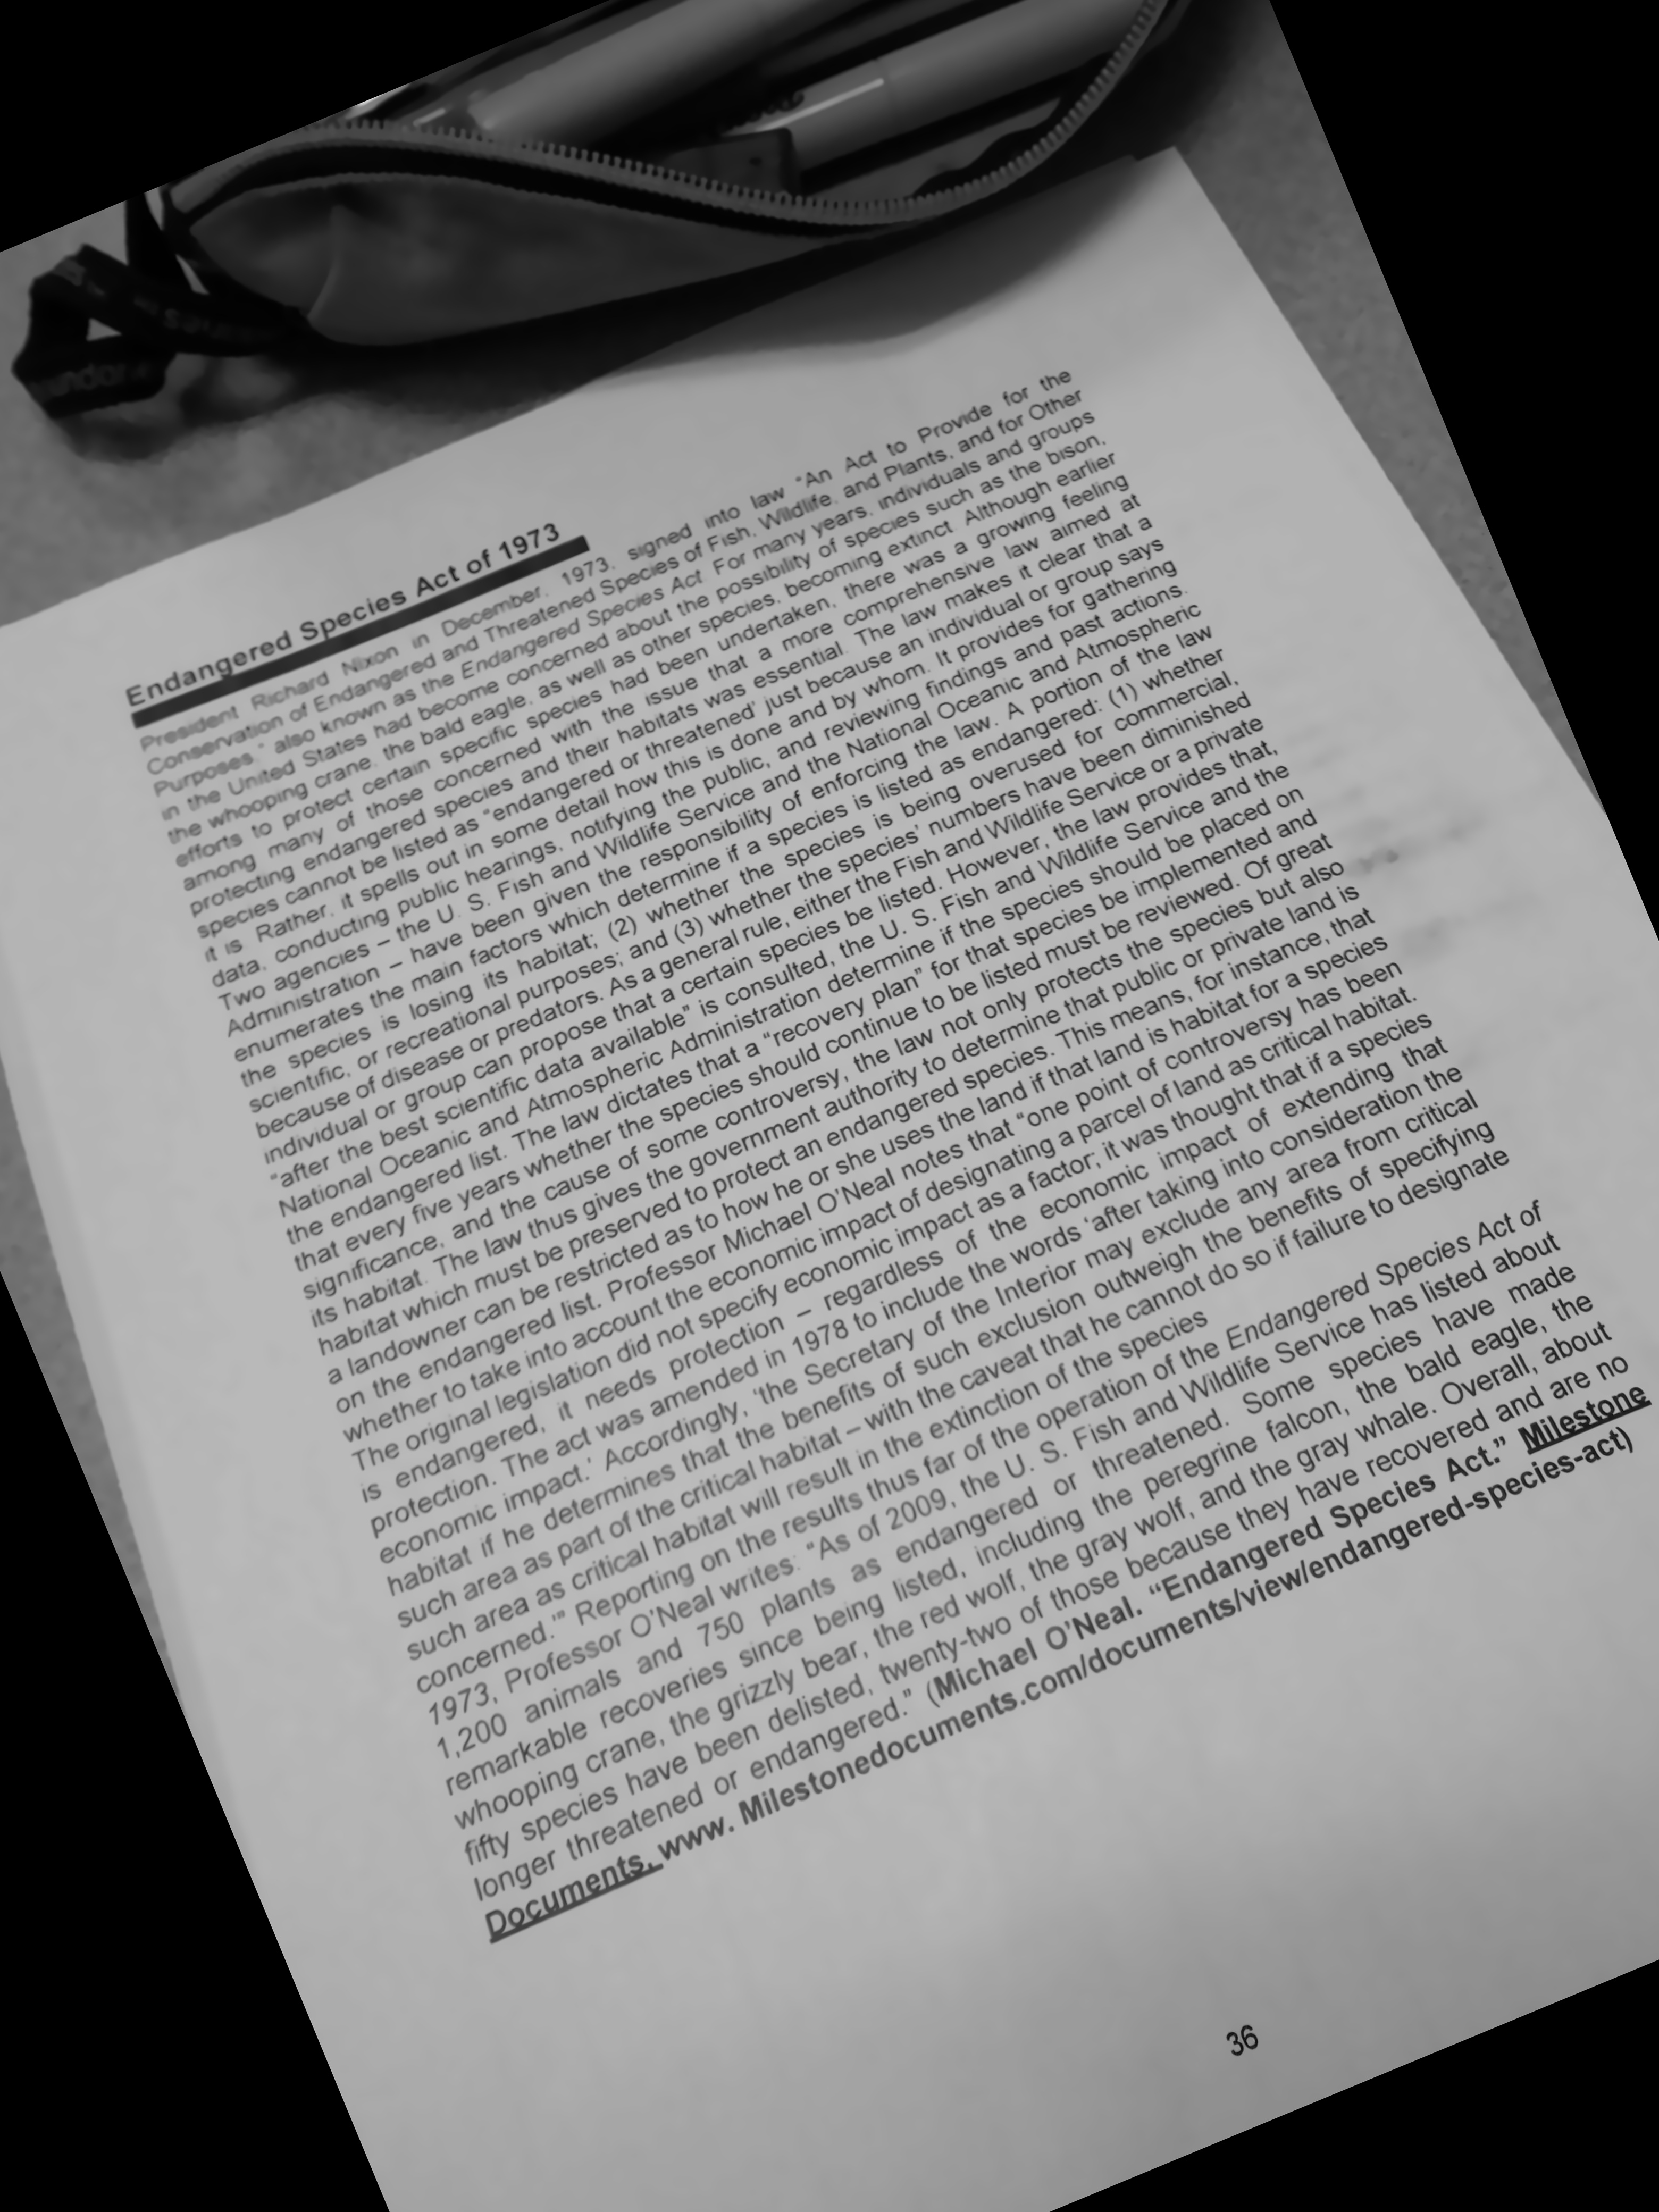 Endangered Species Act of 1973
President Richard Nixon in December, 1973, signed into law “An Act to Provide for the
Conservation of Endangered and Threatened Species of Fish, Wildlife, and Plants, and for Other
Purposes,” also known as the Endangered Species Act. For many years, individuals and groups
in the United States had become concerned about the possibility of species such as the bison,
the whooping crane, the bald eagle, as well as other species, becoming extinct. Although earlier
efforts to protect certain specific species had been undertaken, there was a growing feeling
among many of those concerned with the issue that a more comprehensive law aimed at
protecting endangered species and their habitats was essential. The law makes it clear that a
species cannot be listed as “endangered or threatened’ just because an individual or group says
it is. Rather, it spells out in some detail how this is done and by whom. It provides for gathering
data, conducting public hearings, notifying the public, and reviewing findings and past actions.
Two agencies – the U. S. Fish and Wildlife Service and the National Oceanic and Atmospheric
Administration – have been given the responsibility of enforcing the law. A portion of the law
enumerates the main factors which determine if a species is listed as endangered: (1) whether
the species is losing its habitat; (2) whether the species is being overused for commercial,
scientific, or recreational purposes; and (3) whether the species’ numbers have been diminished
because of disease or predators. As a general rule, either the Fish and Wildlife Service or a private
individual or group can propose that a certain species be listed. However, the law provides that,
“after the best scientific data available” is consulted, the U. S. Fish and Wildlife Service and the
National Oceanic and Atmospheric Administration determine if the species should be placed on
the endangered list. The law dictates that a “recovery plan” for that species be implemented and
that every five years whether the species should continue to be listed must be reviewed. Of great
significance, and the cause of some controversy, the law not only protects the species but also
its habitat. The law thus gives the government authority to determine that public or private land is
habitat which must be preserved to protect an endangered species. This means, for instance, that
a landowner can be restricted as to how he or she uses the land if that land is habitat for a species
on the endangered list. Professor Michael O’Neal notes that “one point of controversy has been
whether to take into account the economic impact of designating a parcel of land as critical habitat.
The original legislation did not specify economic impact as a factor; it was thought that if a species
is endangered, it needs protection – regardless of the economic impact of extending that
protection. The act was amended in 1978 to include the words ‘after taking into consideration the
economic impact.’ Accordingly, ‘the Secretary of the Interior may exclude any area from critical
habitat if he determines that the benefits of such exclusion outweigh the benefits of specifying
such area as part of the critical habitat – with the caveat that he cannot do so if failure to designate
such area as critical habitat will result in the extinction of the species
concerned.’” Reporting on the results thus far of the operation of the Endangered Species Act of
1973, Professor O’Neal writes: “As of 2009, the U. S. Fish and Wildlife Service has listed about
1,200 animals and 750 plants as endangered or threatened. Some species have made
remarkable recoveries since being listed, including the peregrine falcon, the bald eagle, the
whooping crane, the grizzly bear, the red wolf, the gray wolf, and the gray whale. Overall, about
fifty species have been delisted, twenty-two of those because they have recovered and are no
longer threatened or endangered.” (Michael O’Neal. “Endangered Species Act.” Milestone
Documents, www. Milestonedocuments.com/documents/view/endangered-species-act)
36